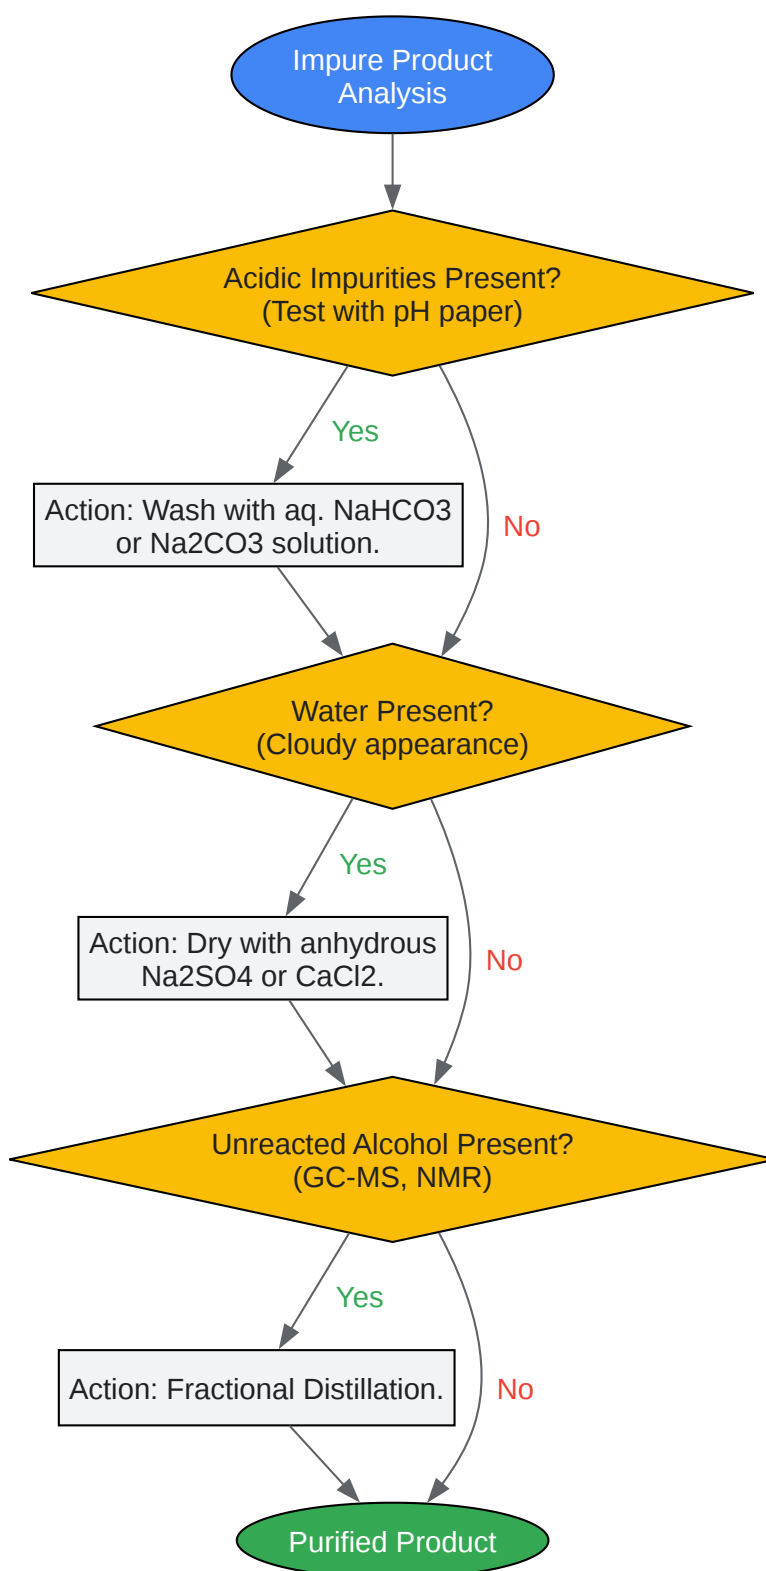 Impure Product
Analysis
Acidic Impurities Present?
(Test with pH paper)
Yes
Action: Wash with aq. NaHCO3
or Na2CO3 solution.
No
Water Present?
(Cloudy appearance)
Yes
Action: Dry with anhydrous
Na2SO4 or CaCl2.
No
Unreacted Alcohol Present?
(GC-MS, NMR)
Yes
Action: Fractional Distillation.
No
Purified Product